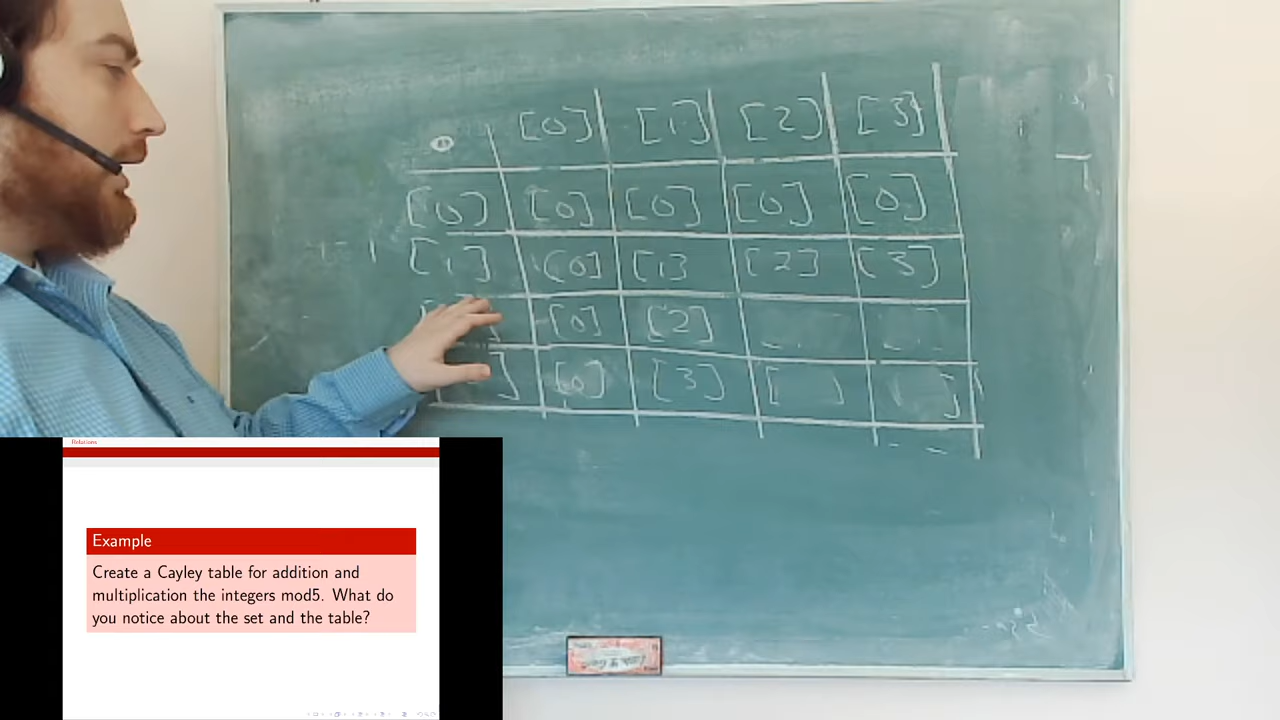 [0] [1] [2] [3]
[0] [0] [0] [0] [0]
[1] [0] [1] [2] [3]
[0] [2]
] [0] [3] [ ] ]
Relations
Example
Create a Cayley table for addition and
multiplication the integers mod5. What do
you notice about the set and the table?